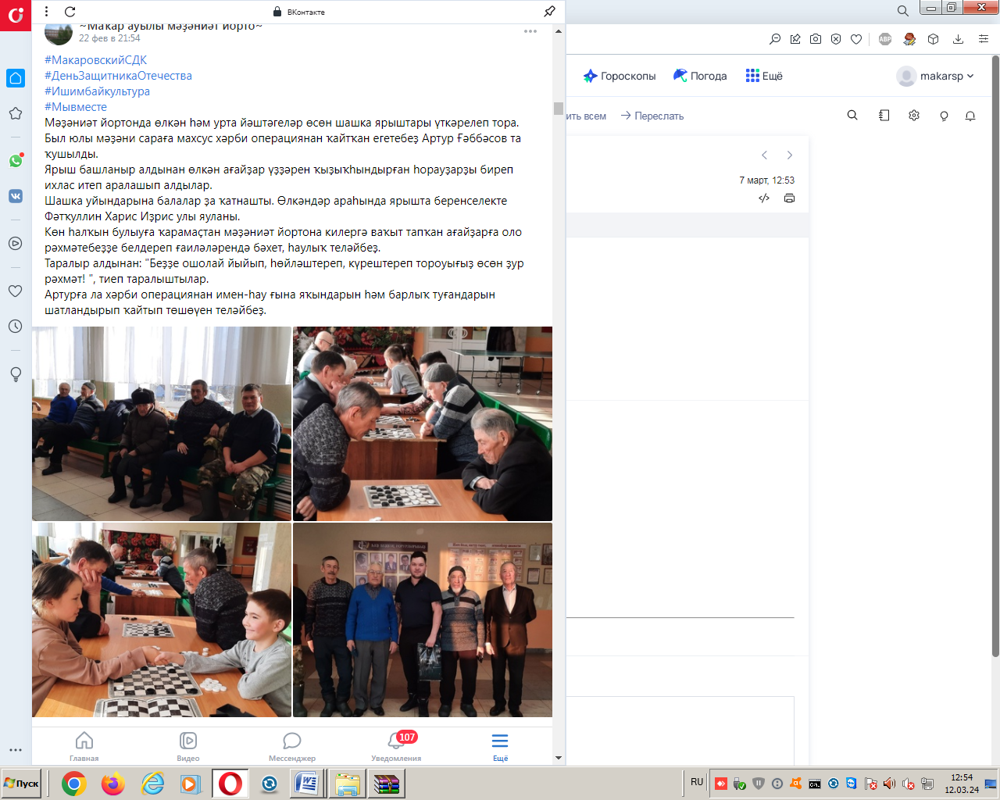 ВКонтакте
~Макар ауылы мәҙәниәт йорто~
22 фев в 21:54
#МакаровскийСДК
#ДеньЗащитникаОтечества
#Ишимбайкультура
#Мывместе
Мәҙәниәт йортонда өлкән һәм урта йәштәгеләр өсөн шашка ярыштары үткәрелеп тора.
Был юлы мәҙәни сараға махсус хәрби операциянан ҡайтҡан егетебеҙ Артур Ғәббәсов та
ҡушылды.
Ярыш башланыр алдынан өлкән ағайҙар үҙҙәрен ҡыҙыҡһындырған һорауҙарҙы биреп
ихлас итеп аралашып алдылар.
Шашка уйындарына балалар ҙа ҡатнашты. Өлкәндәр араһында ярышта беренселекте
Фәтҡуллин Харис Иҙрис улы яуланы.
Көн һалҡын булыуға ҡарамаҫтан мәҙәниәт йортона килергә ваҡыт тапҡан ағайҙарға оло
рәхмәтебеҙҙе белдереп ғаиләләрендә бәхет, һаулыҡ теләйбеҙ.
Таралыр алдынан: "Беҙҙе ошолай йыйып, һөйләштереп, күрештереп тороуығыҙ өсөн ҙур
рәхмәт! ", тиеп таралыштылар.
Артурға ла хәрби операциянан имен-һау ғына яҡындарын һәм барлыҡ туғандарын
шатландырып ҡайтып төшөүен теләйбеҙ.
Главная
Видео
Мессенджер
107
Уведомления
Ещё
ABP
Гороскопы
Погода
Ещё
makarsp
ить всем
Переслать
7 март, 12:53
Пуск
RU
12:54
12.03.24